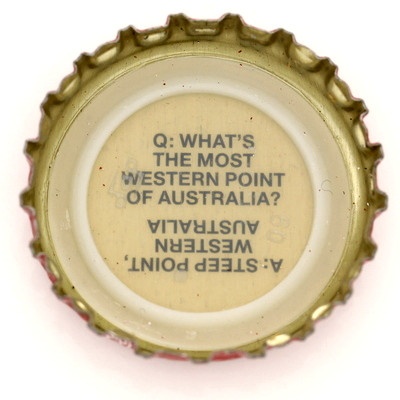 Q: WHAT'S
THE MOST
WESTERN POINT
OF AUSTRALIA?
A: STEEP POINT,
WESTERN
AUSTRALIA